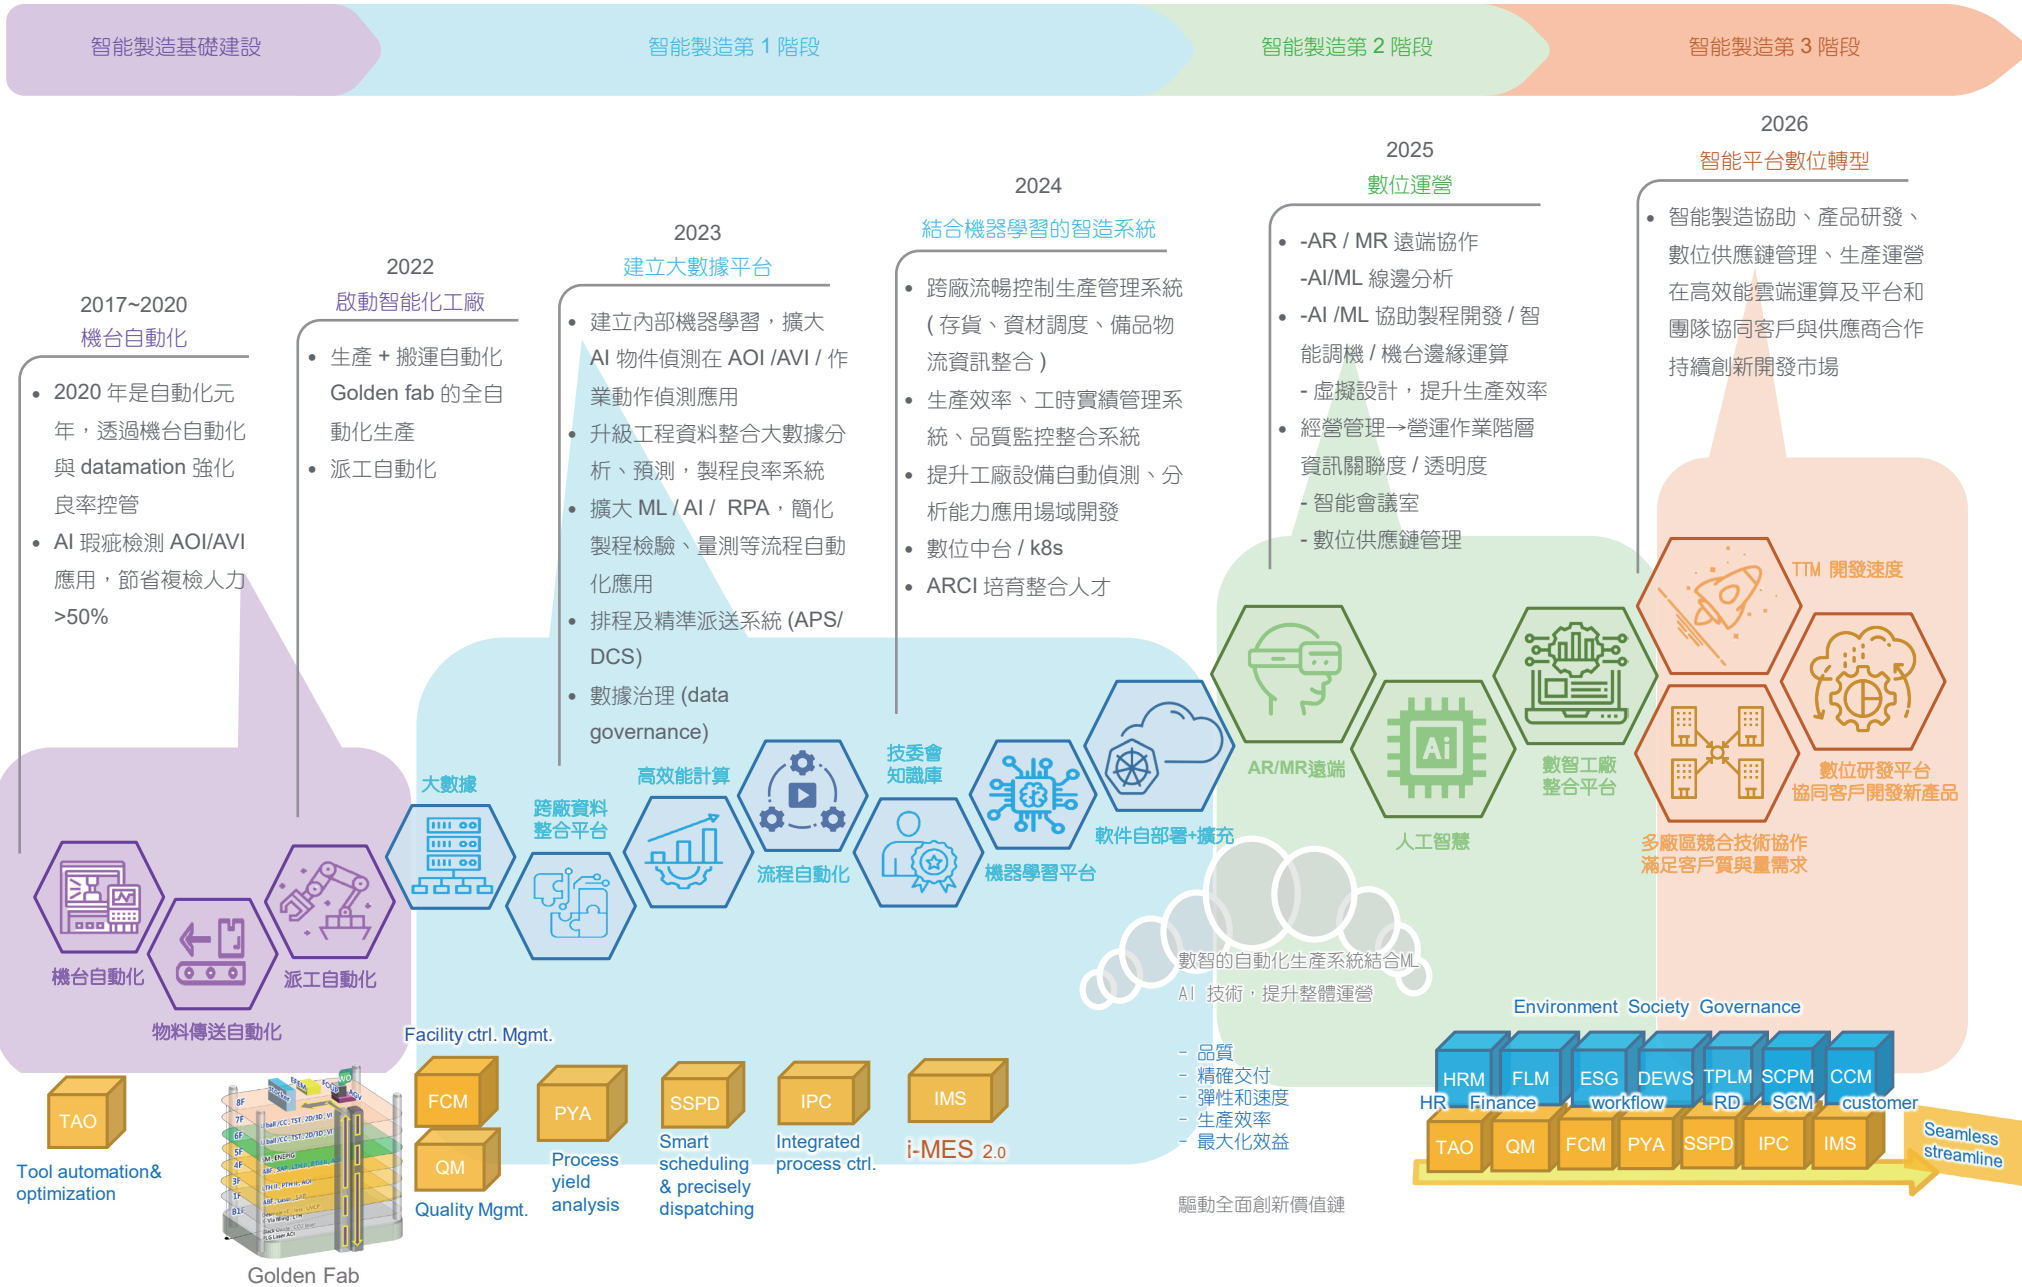 智能製造基礎建設
智能製造第 1 階段
智能製造第 2 階段
智能製造第 3 階段
2017~2020
機台自動化
• 2020 年是自動化元
年，透過機台自動化
與 datamation 強化
良率控管
• AI 瑕疵檢測 AOI/AVI
應用，節省複檢人力
>50%
2022
啟動智能化工廠
• 生產 + 搬運自動化
Golden fab 的全自
動化生產
• 派工自動化
2023
建立大數據平台
• 建立內部機器學習，擴大
AI 物件偵測在 AOI /AVI / 作
業動作偵測應用
• 升級工程資料整合大數據分
析、預測，製程良率系統
• 擴大 ML / AI / RPA，簡化
製程檢驗、量測等流程自動
化應用
• 排程及精準派送系統 (APS/
DCS)
• 數據治理 (data
governance)
2024
結合機器學習的智造系統
• 跨廠流暢控制生產管理系統
( 存貨、資材調度、備品物
流資訊整合 )
• 生產效率、工時實績管理系
統、品質監控整合系統
• 提升工廠設備自動偵測、分
析能力應用場域開發
• 數位中台 / k8s
• ARCI 培育整合人才
2025
數位運營
• -AR / MR 遠端協作
-AI/ML 線邊分析
• -AI /ML 協助製程開發 / 智
能調機 / 機台邊緣運算
- 虛擬設計，提升生產效率
• 經營管理→營運作業階層
資訊關聯度 / 透明度
- 智能會議室
- 數位供應鏈管理
2026
智能平台數位轉型
• 智能製造協助、產品研發、
數位供應鏈管理、生產運營
在高效能雲端運算及平台和
團隊協同客戶與供應商合作
持續創新開發市場
機台自動化
物料傳送自動化
派工自動化
大數據
跨廠資料
整合平台
高效能計算
流程自動化
技委會
知識庫
機器學習平台
軟件自部署+擴充
AR/MR遠端
Ai
人工智慧
數智工廠
整合平台
TTM 開發速度
多廠區競合技術協作
滿足客戶質與量需求
數位研發平台
協同客戶開發新產品
數智的自動化生產系統結合ML
AI 技術，提升整體運營
- 品質
- 精確交付
- 彈性和速度
- 生產效率
- 最大化效益
驅動全面創新價值鏈
TAO
Tool automation&
optimization
8F
7F
6F
5F
4F
3F
1F
B1F
Golden Fab
Facility ctrl. Mgmt.
FCM
QM
Quality Mgmt.
PYA
Process
yield
analysis
SSPD
Smart
scheduling
& precisely
dispatching
IPC
Integrated
process ctrl.
IMS
i-MES 2.0
Environment Society Governance
HRM FLM ESG DEWS TPLM SCPM CCM
HR Finance workflow RD SCM customer
TAO QM FCM PYA SSPD IPC IMS
Seamless
streamline